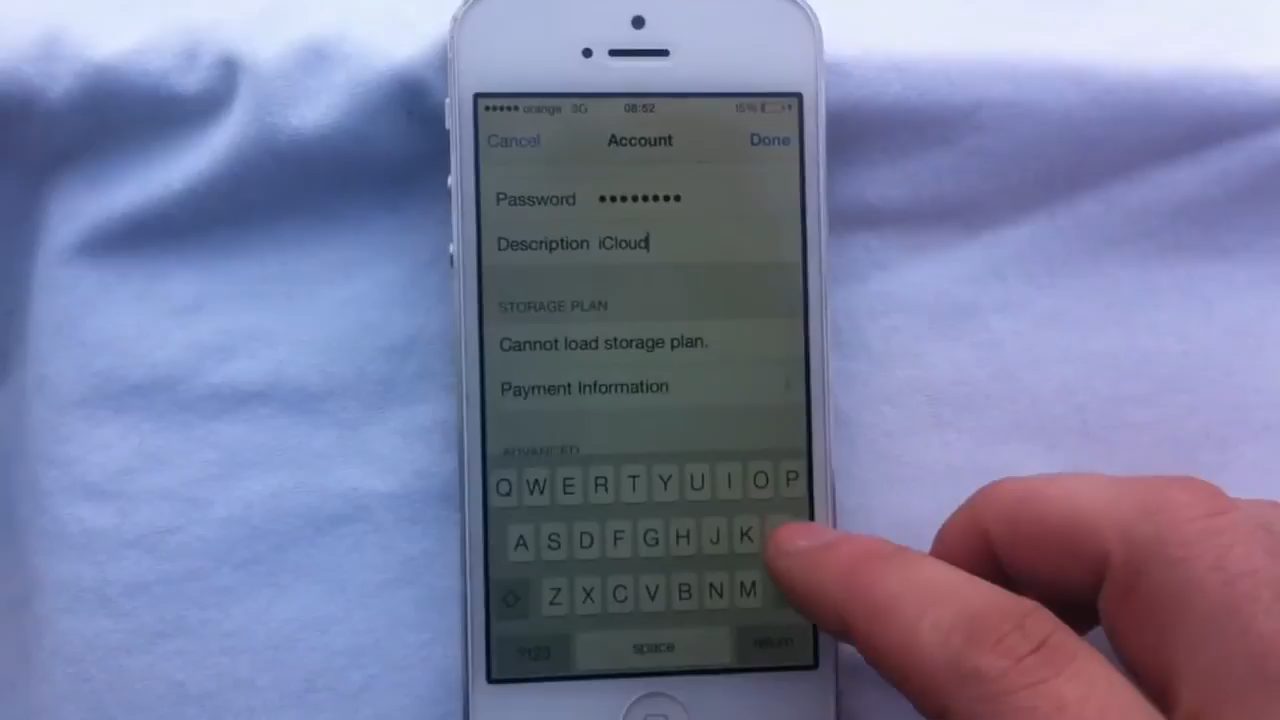 orange 3G 08:52 15%
Cancel Account Done
Password ••••••••
Description iCloud
STORAGE PLAN
Cannot load storage plan.
Payment Information
ADVANCED
Q W E R T Y U I O P
A S D F G H J K
Z X C V B N M
?123 space return